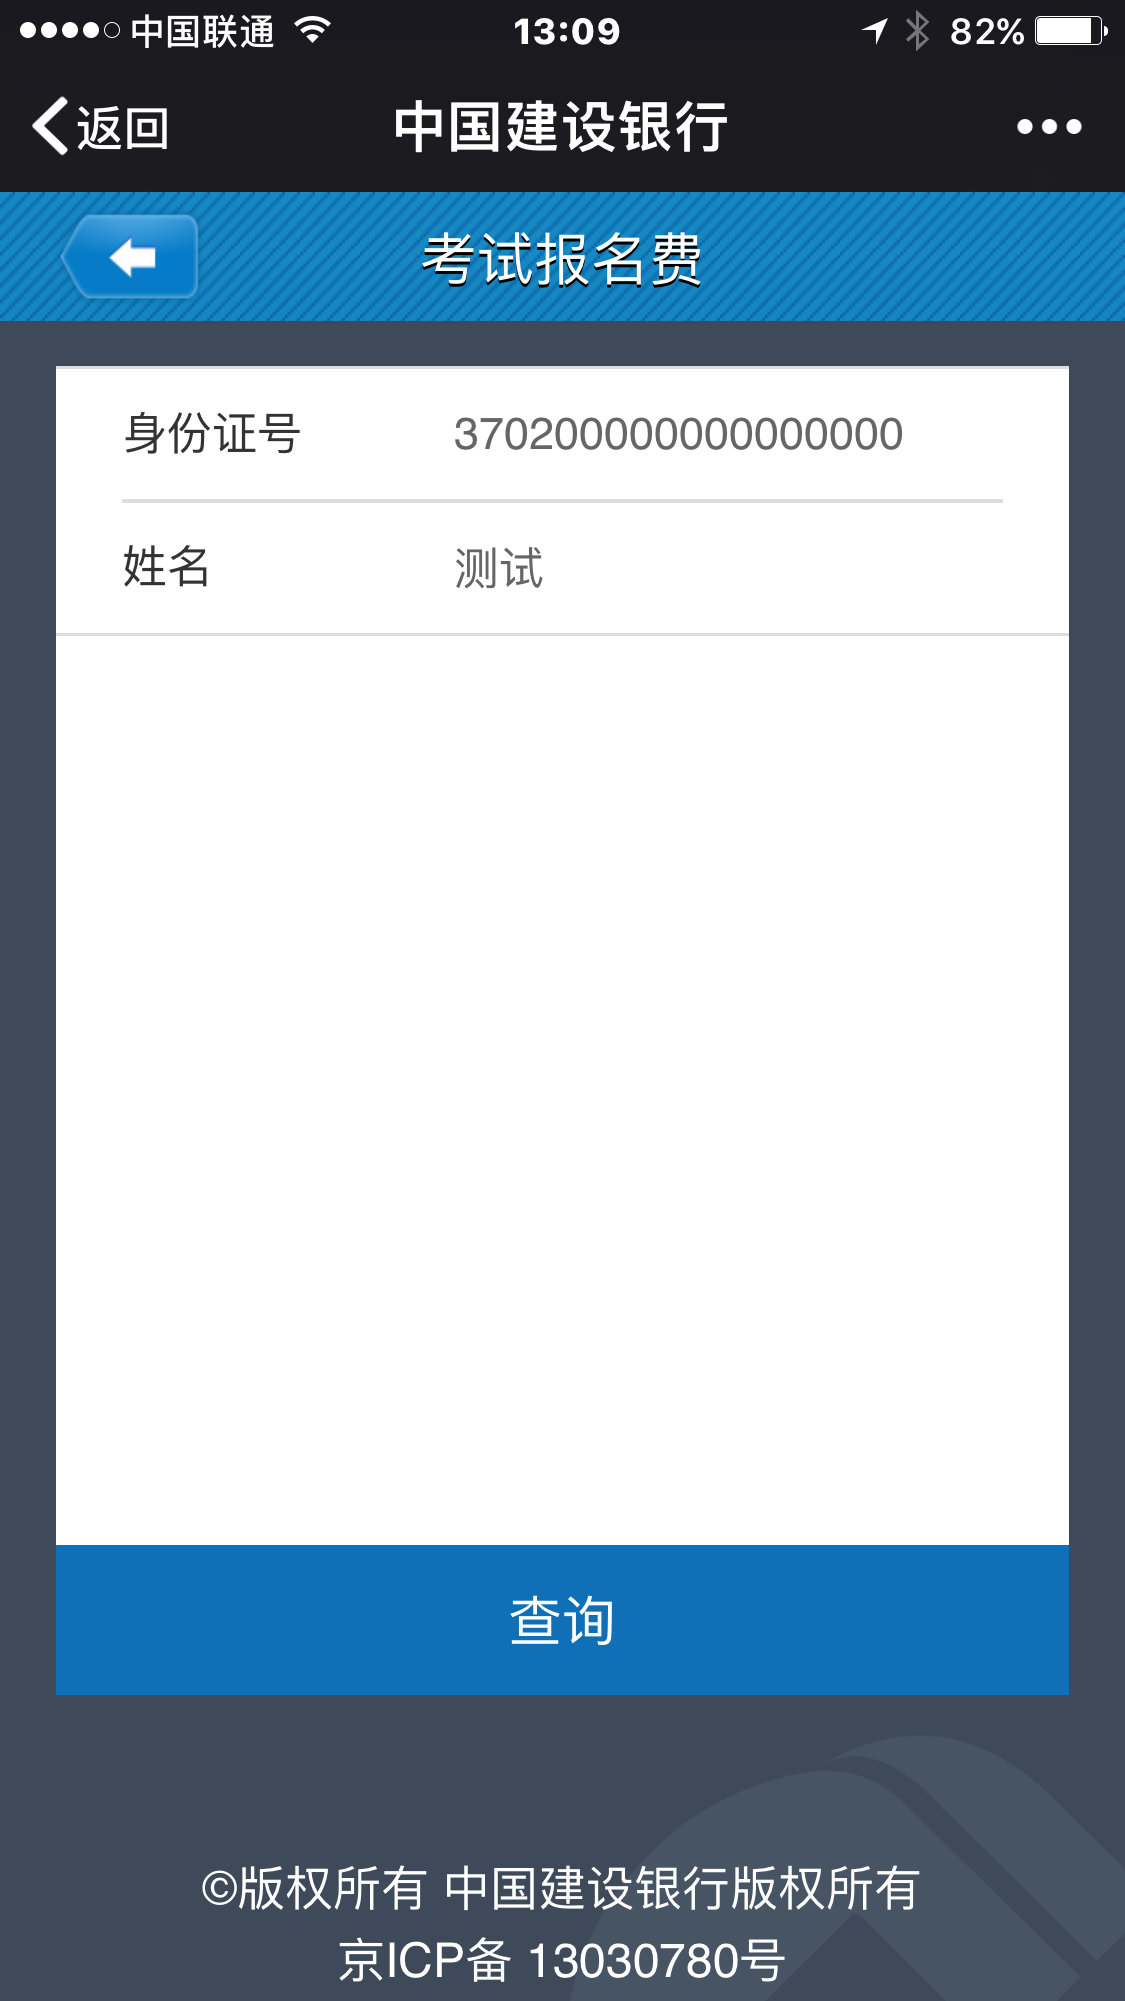 中国联通 13:09 82%
返回 中国建设银行
考试报名费
身份证号 370200000000000000
姓名 测试
查询
©版权所有 中国建设银行版权所有
京ICP备 13030780号